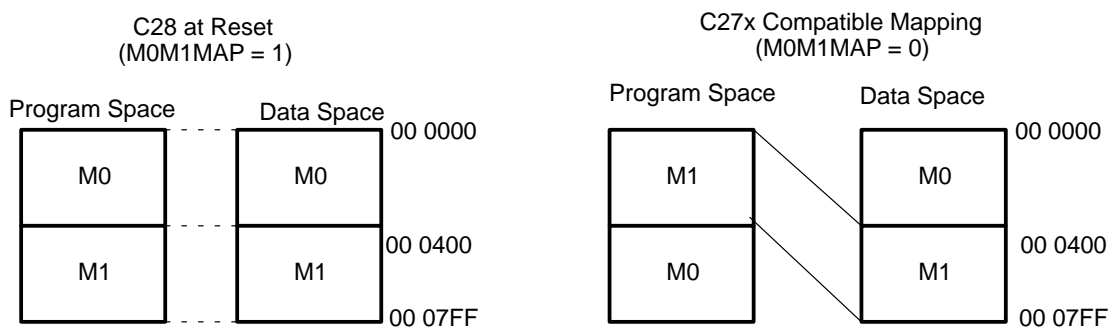 C28 at Reset
(M0M1MAP = 1)
Program Space
Data Space
00 0000
M0
M0
00 0400
M1
M1
00 07FF
C27x Compatible Mapping
(M0M1MAP = 0)
Program Space
Data Space
00 0000
M1
M0
00 0400
M0
M1
00 07FF